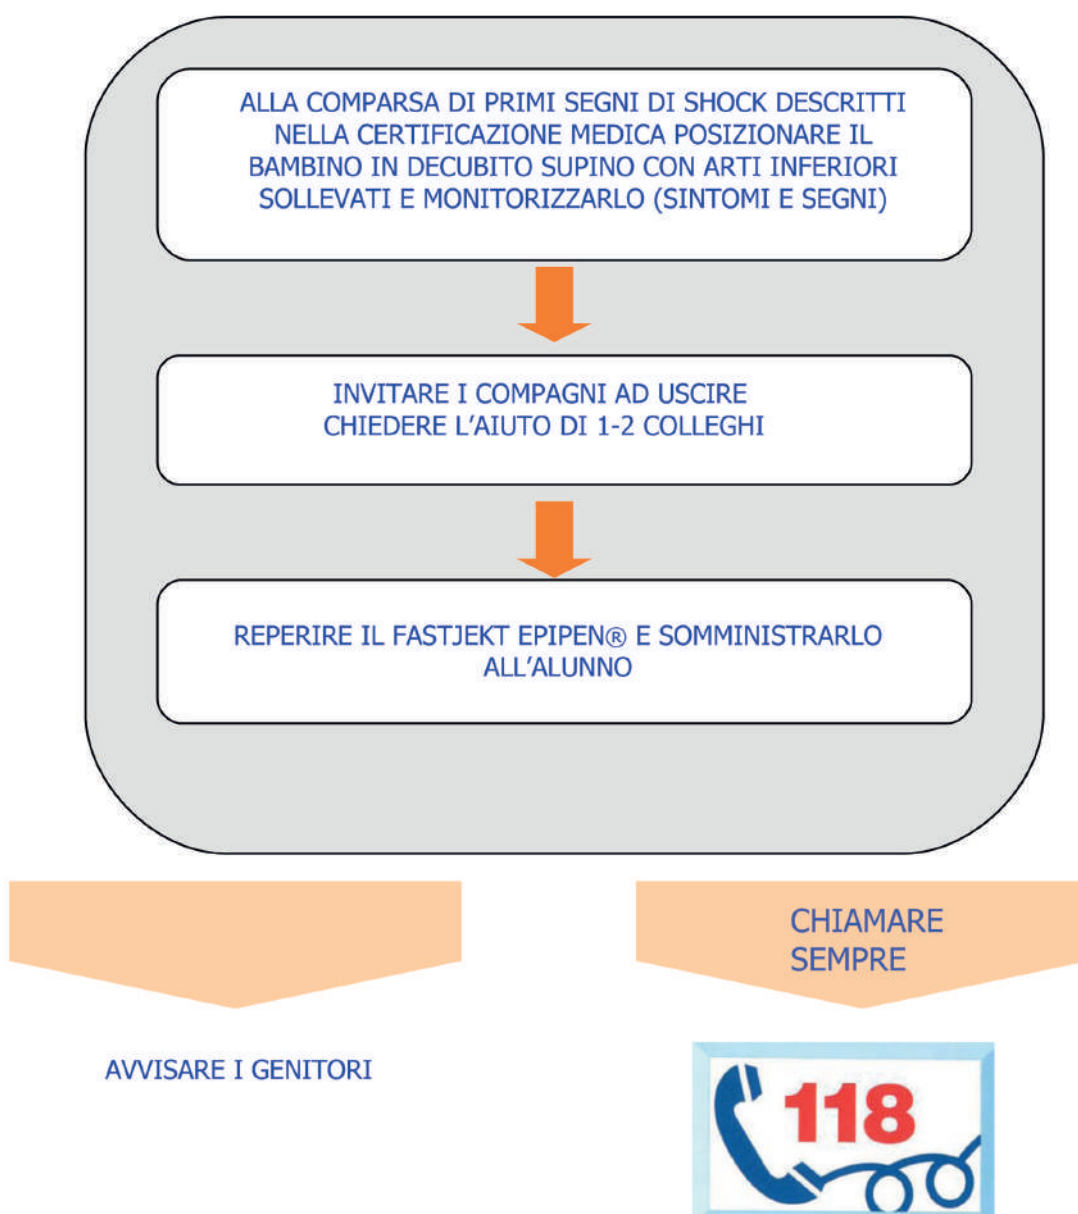 ALLA COMPARSA DI PRIMI SEGNI DI SHOCK DESCRITTI
NELLA CERTIFICAZIONE MEDICA POSIZIONARE IL
BAMBINO IN DECUBITO SUPINO CON ARTI INFERIORI
SOLLEVATI E MONITORIZZARLO (SINTOMI E SEGNI)
INVITARE I COMPAGNI AD USCIRE
CHIEDERE L'AIUTO DI 1-2 COLLEGHI
REPERIRE IL FASTJEKT EPIPEN® E SOMMINISTRARLO
ALL'ALUNNO
CHIAMARE
SEMPRE
AVVISARE I GENITORI
118